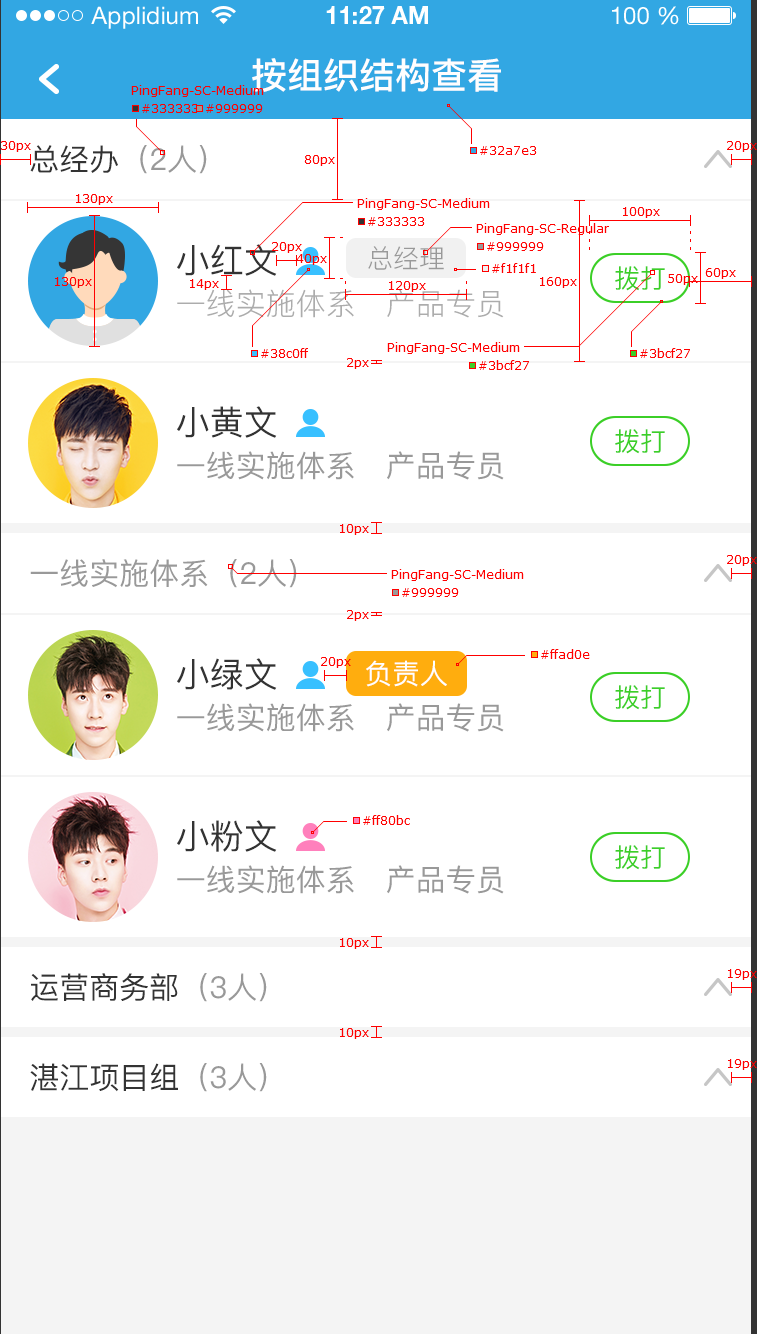 Applidium 11:27 AM 100 %
按组织结构查看
PingFang-SC-Medium
#333333 #999999
#32a7e3
30px 总经办（2人） 80px 20px
130px PingFang-SC-Medium
#333333
100px
PingFang-SC-Regular
#999999
小红文 20px 40px 总经理 #f1f1f1
130px 14px 120px 160px 拨打 50px 60px
一线实施体系 产品专员
#38c0ff PingFang-SC-Medium #3bcf27
2px #3bcf27
小黄文
一线实施体系 产品专员 拨打
10px
一线实施体系（2人） 20px
PingFang-SC-Medium
#999999
2px
小绿文 20px 负责人 #ffad0e
一线实施体系 产品专员 拨打
#ff80bc
小粉文
一线实施体系 产品专员 拨打
10px
运营商务部（3人） 19px
10px
湛江项目组（3人） 19px